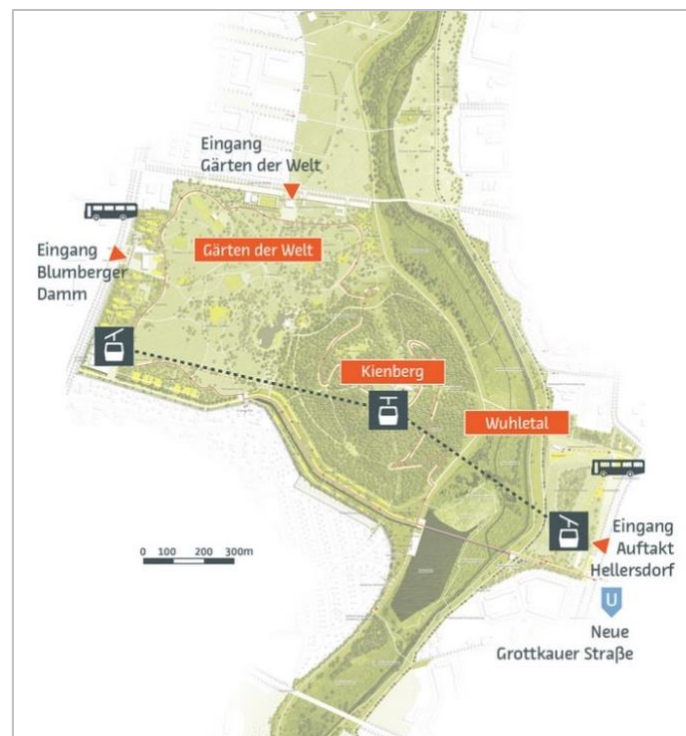 Eingang
Gärten der Welt
Gärten der Welt
Eingang
Blumberger
Damm
Kienberg
Wuhletal
0 100 200 300m
Eingang
Auftakt
Hellersdorf
U
Neue
Grottkauer Straße